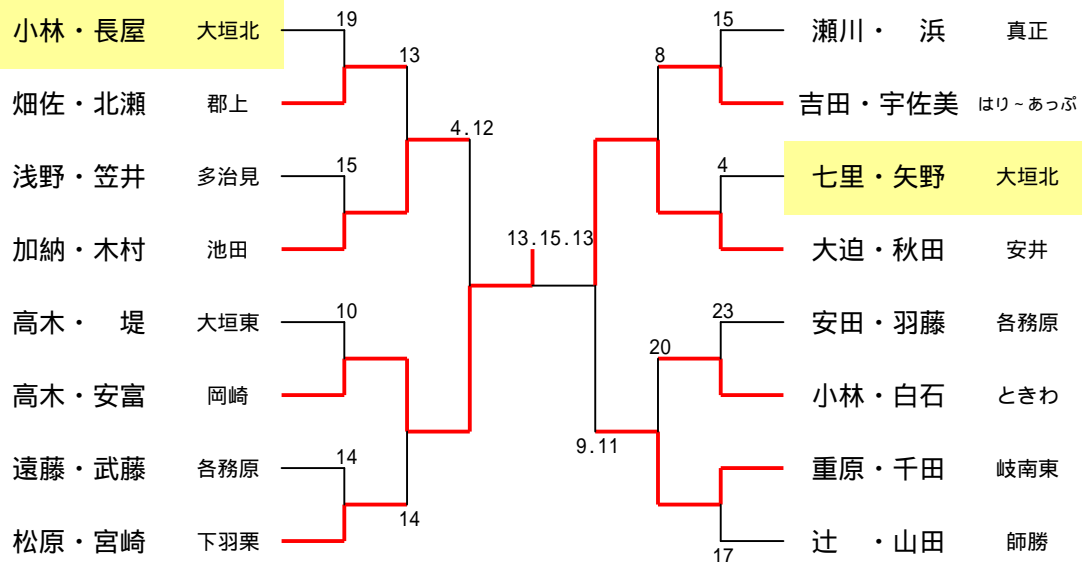 小林・長屋 大垣北 19 15 瀬川・ 浜 真正
13 8
畑佐・北瀬 郡上 吉田・宇佐美 はり~あっぷ
4.12
浅野・笠井 多治見 15 4 七里・矢野 大垣北
13.15.13
加納・木村 池田 大迫・秋田 安井
高木・ 堤 大垣東 10 23 安田・羽藤 各務原
20
高木・安富 岡崎 小林・白石 ときわ
9.11
遠藤・武藤 各務原 14 重原・千田 岐南東
14
松原・宮崎 下羽栗 17 辻 ・山田 師勝